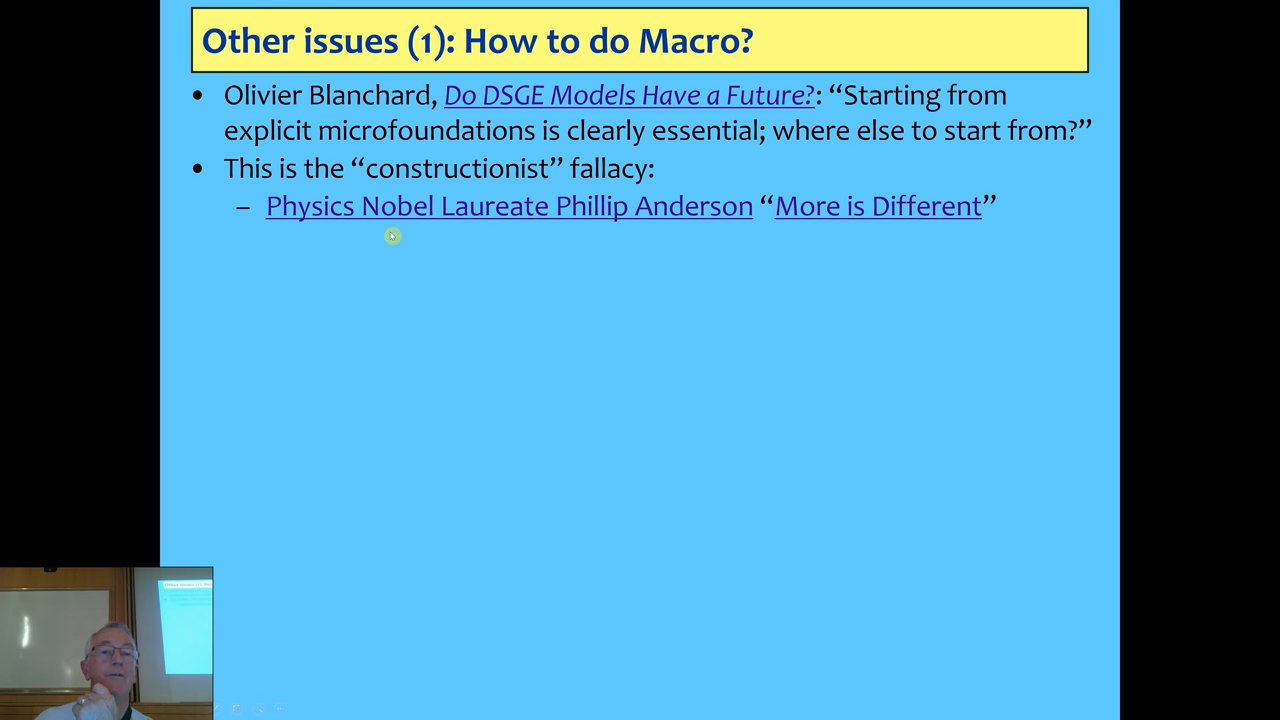 Other issues (1): How to do Macro?
• Olivier Blanchard, Do DSGE Models Have a Future?: “Starting from
explicit microfoundations is clearly essential; where else to start from?”
• This is the “constructionist” fallacy:
– Physics Nobel Laureate Phillip Anderson “More is Different”